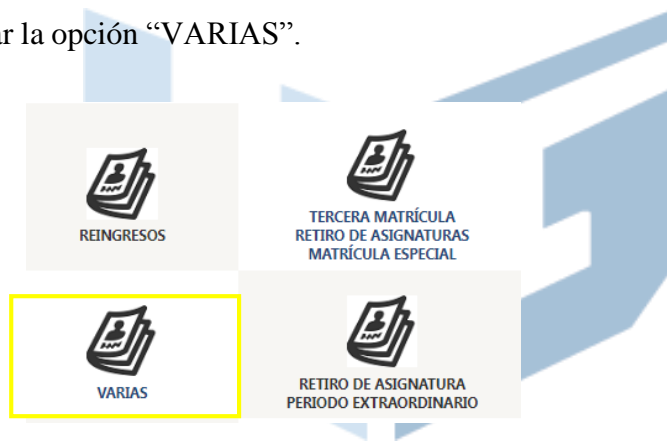 ar la opción “VARIAS”.
REINGRESOS
TERCERA MATRÍCULA
RETIRO DE ASIGNATURAS
MATRÍCULA ESPECIAL
VARIAS
RETIRO DE ASIGNATURA
PERIODO EXTRAORDINARIO